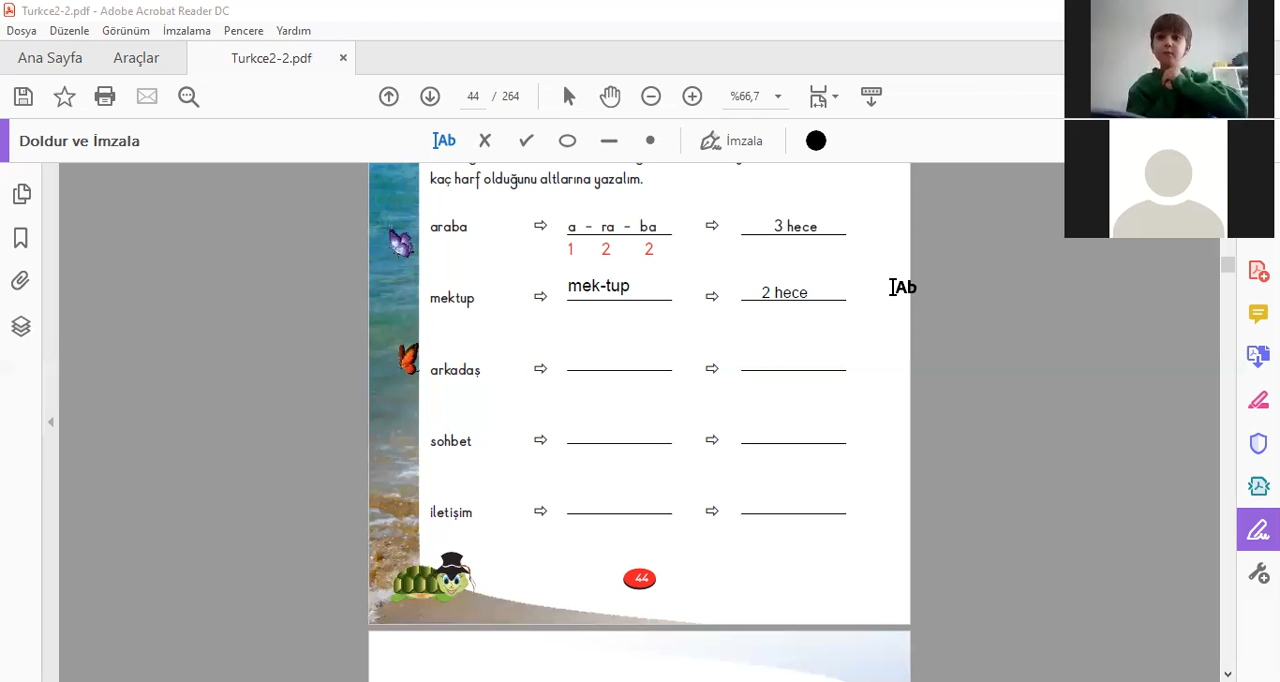 Turkce2-2.pdf - Adobe Acrobat Reader DC
Dosya Düzenle Görünüm İmzalama Pencere Yardım
Ana Sayfa Araçlar Turkce2-2.pdf ×
44 / 264 %66,7
Doldur ve İmzala Ab İmzala
kaç harf olduğunu altlarına yazalım.
araba ⇨ a - ra - ba ⇨ 3 hece
1 2 2
mektup ⇨ mek-tup ⇨ 2 hece
Ab
arkadaş ⇨ ⇨
sohbet ⇨ ⇨
iletişim ⇨ ⇨
44